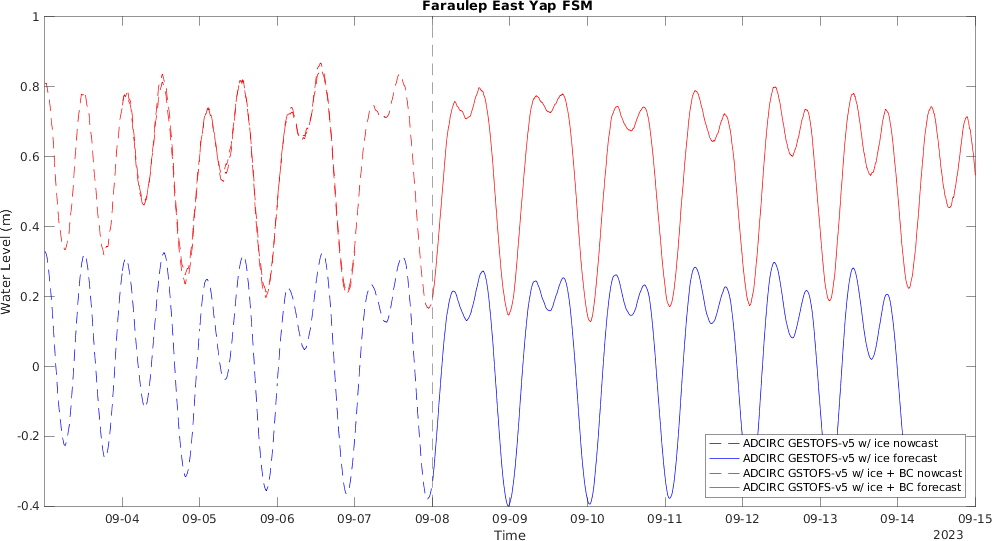 Faraulep East Yap FSM
Water Level (m)
1
0.8
0.6
0.4
0.2
0
-0.2
-0.4
ADCIRC GESTOFS-v5 w/ ice nowcast
ADCIRC GESTOFS-v5 w/ ice forecast
ADCIRC GSTOFS-v5 w/ ice + BC nowcast
ADCIRC GSTOFS-v5 w/ ice + BC forecast
09-04 09-05 09-06 09-07 09-08 09-09 09-10 09-11 09-12 09-13 09-14 09-15
Time
2023